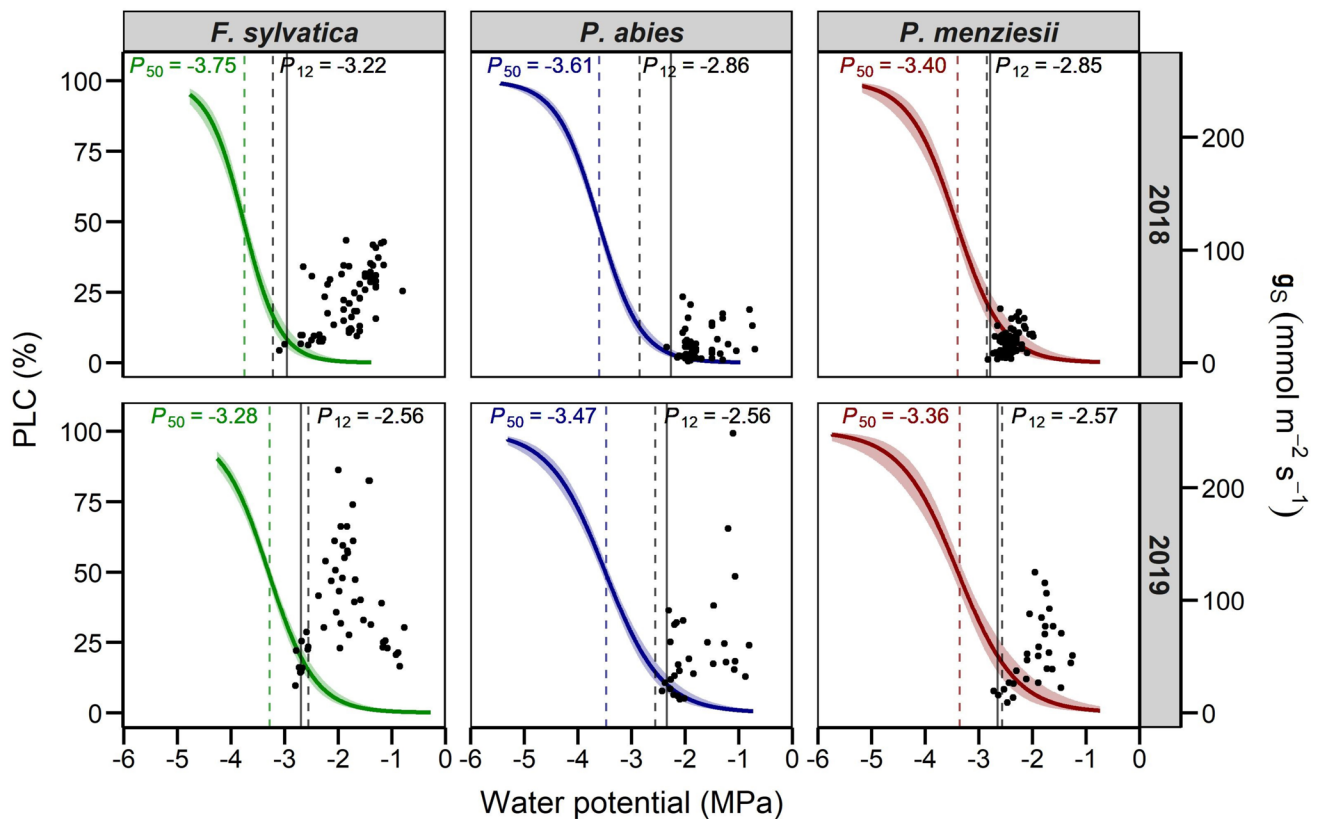 F. sylvatica
P. abies
P. menziesii
P50 = -3.75
P12 = -3.22
P50 = -3.61
P12 = -2.86
P50 = -3.40
P12 = -2.85
100
75
50
25
0
200
100
0
2018
P50 = -3.28
P12 = -2.56
P50 = -3.47
P12 = -2.56
P50 = -3.36
P12 = -2.57
100
75
50
25
0
200
100
0
2019
PLC (%)
gS (mmol m−2 s−1)
-6 -5 -4 -3 -2 -1 0
-6 -5 -4 -3 -2 -1 0
-6 -5 -4 -3 -2 -1 0
Water potential (MPa)